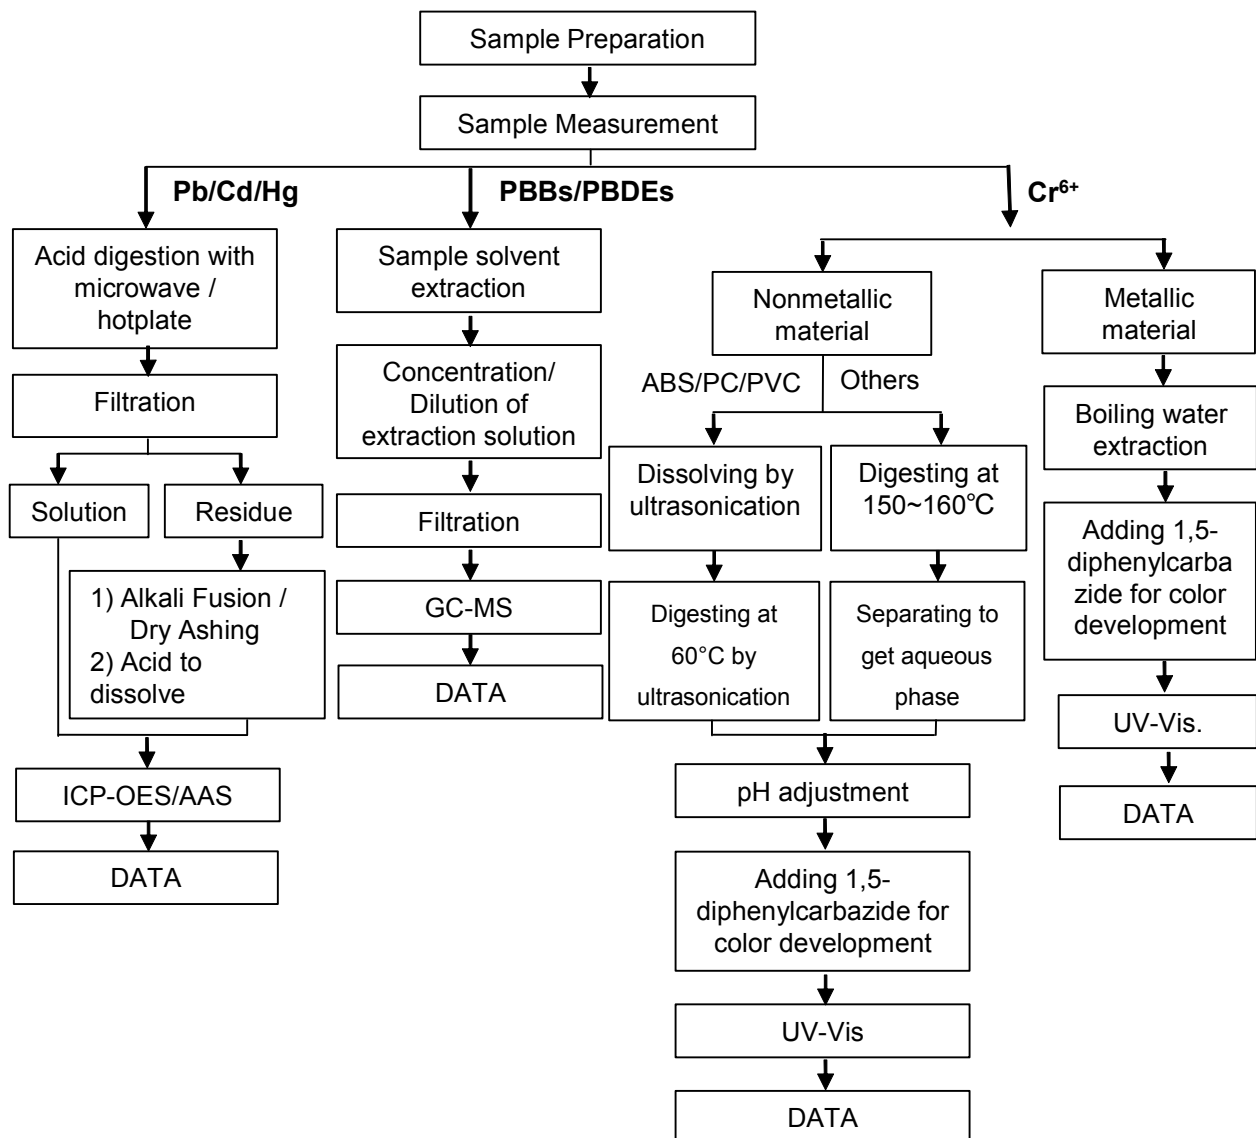 Sample Preparation
Sample Measurement
Pb/Cd/Hg
PBBs/PBDEs
Cr⁶⁺
Acid digestion with
microwave /
hotplate
Filtration
Solution
Residue
1) Alkali Fusion /
Dry Ashing
2) Acid to
dissolve
ICP-OES/AAS
DATA
Sample solvent
extraction
Concentration/
Dilution of
extraction solution
Filtration
GC-MS
DATA
Nonmetallic
material
ABS/PC/PVC
Others
Dissolving by
ultrasonication
Digesting at
60°C by
ultrasonication
Digesting at
150~160℃
Separating to
get aqueous
phase
pH adjustment
Adding 1,5-
diphenylcarbazide for
color development
UV-Vis
DATA
Metallic
material
Boiling water
extraction
Adding 1,5-
diphenylcarba
zide for color
development
UV-Vis.
DATA